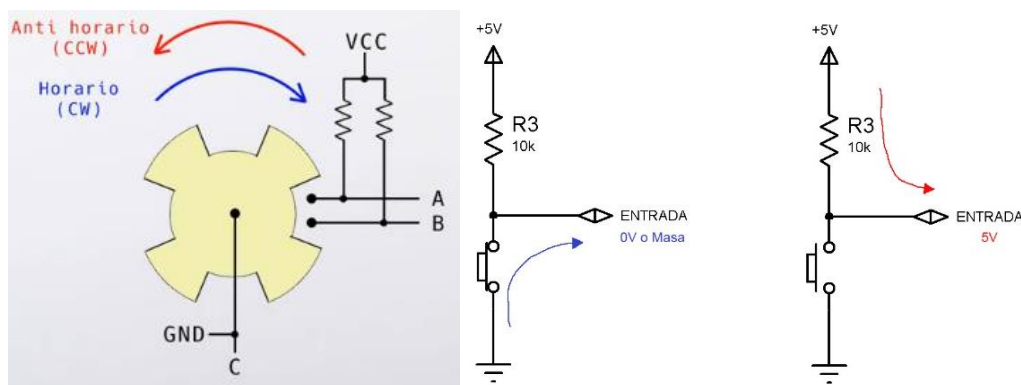 Anti horario
(CCW)
Horario
(CW)
VCC
A
B
GND
C
+5V
R3
10k
ENTRADA
0V o Masa
+5V
R3
10k
ENTRADA
5V